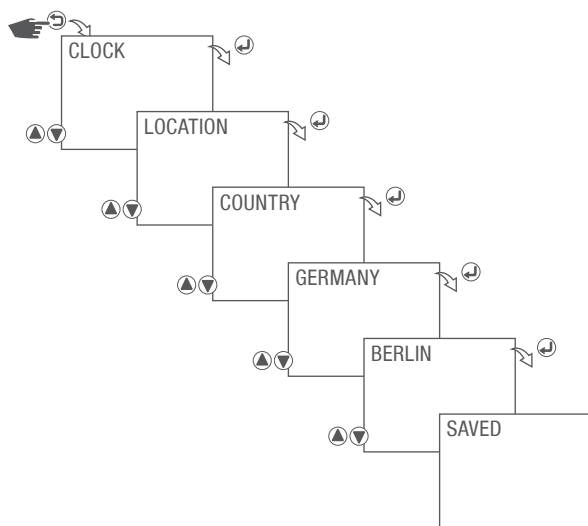 CLOCK
LOCATION
COUNTRY
GERMANY
BERLIN
SAVED